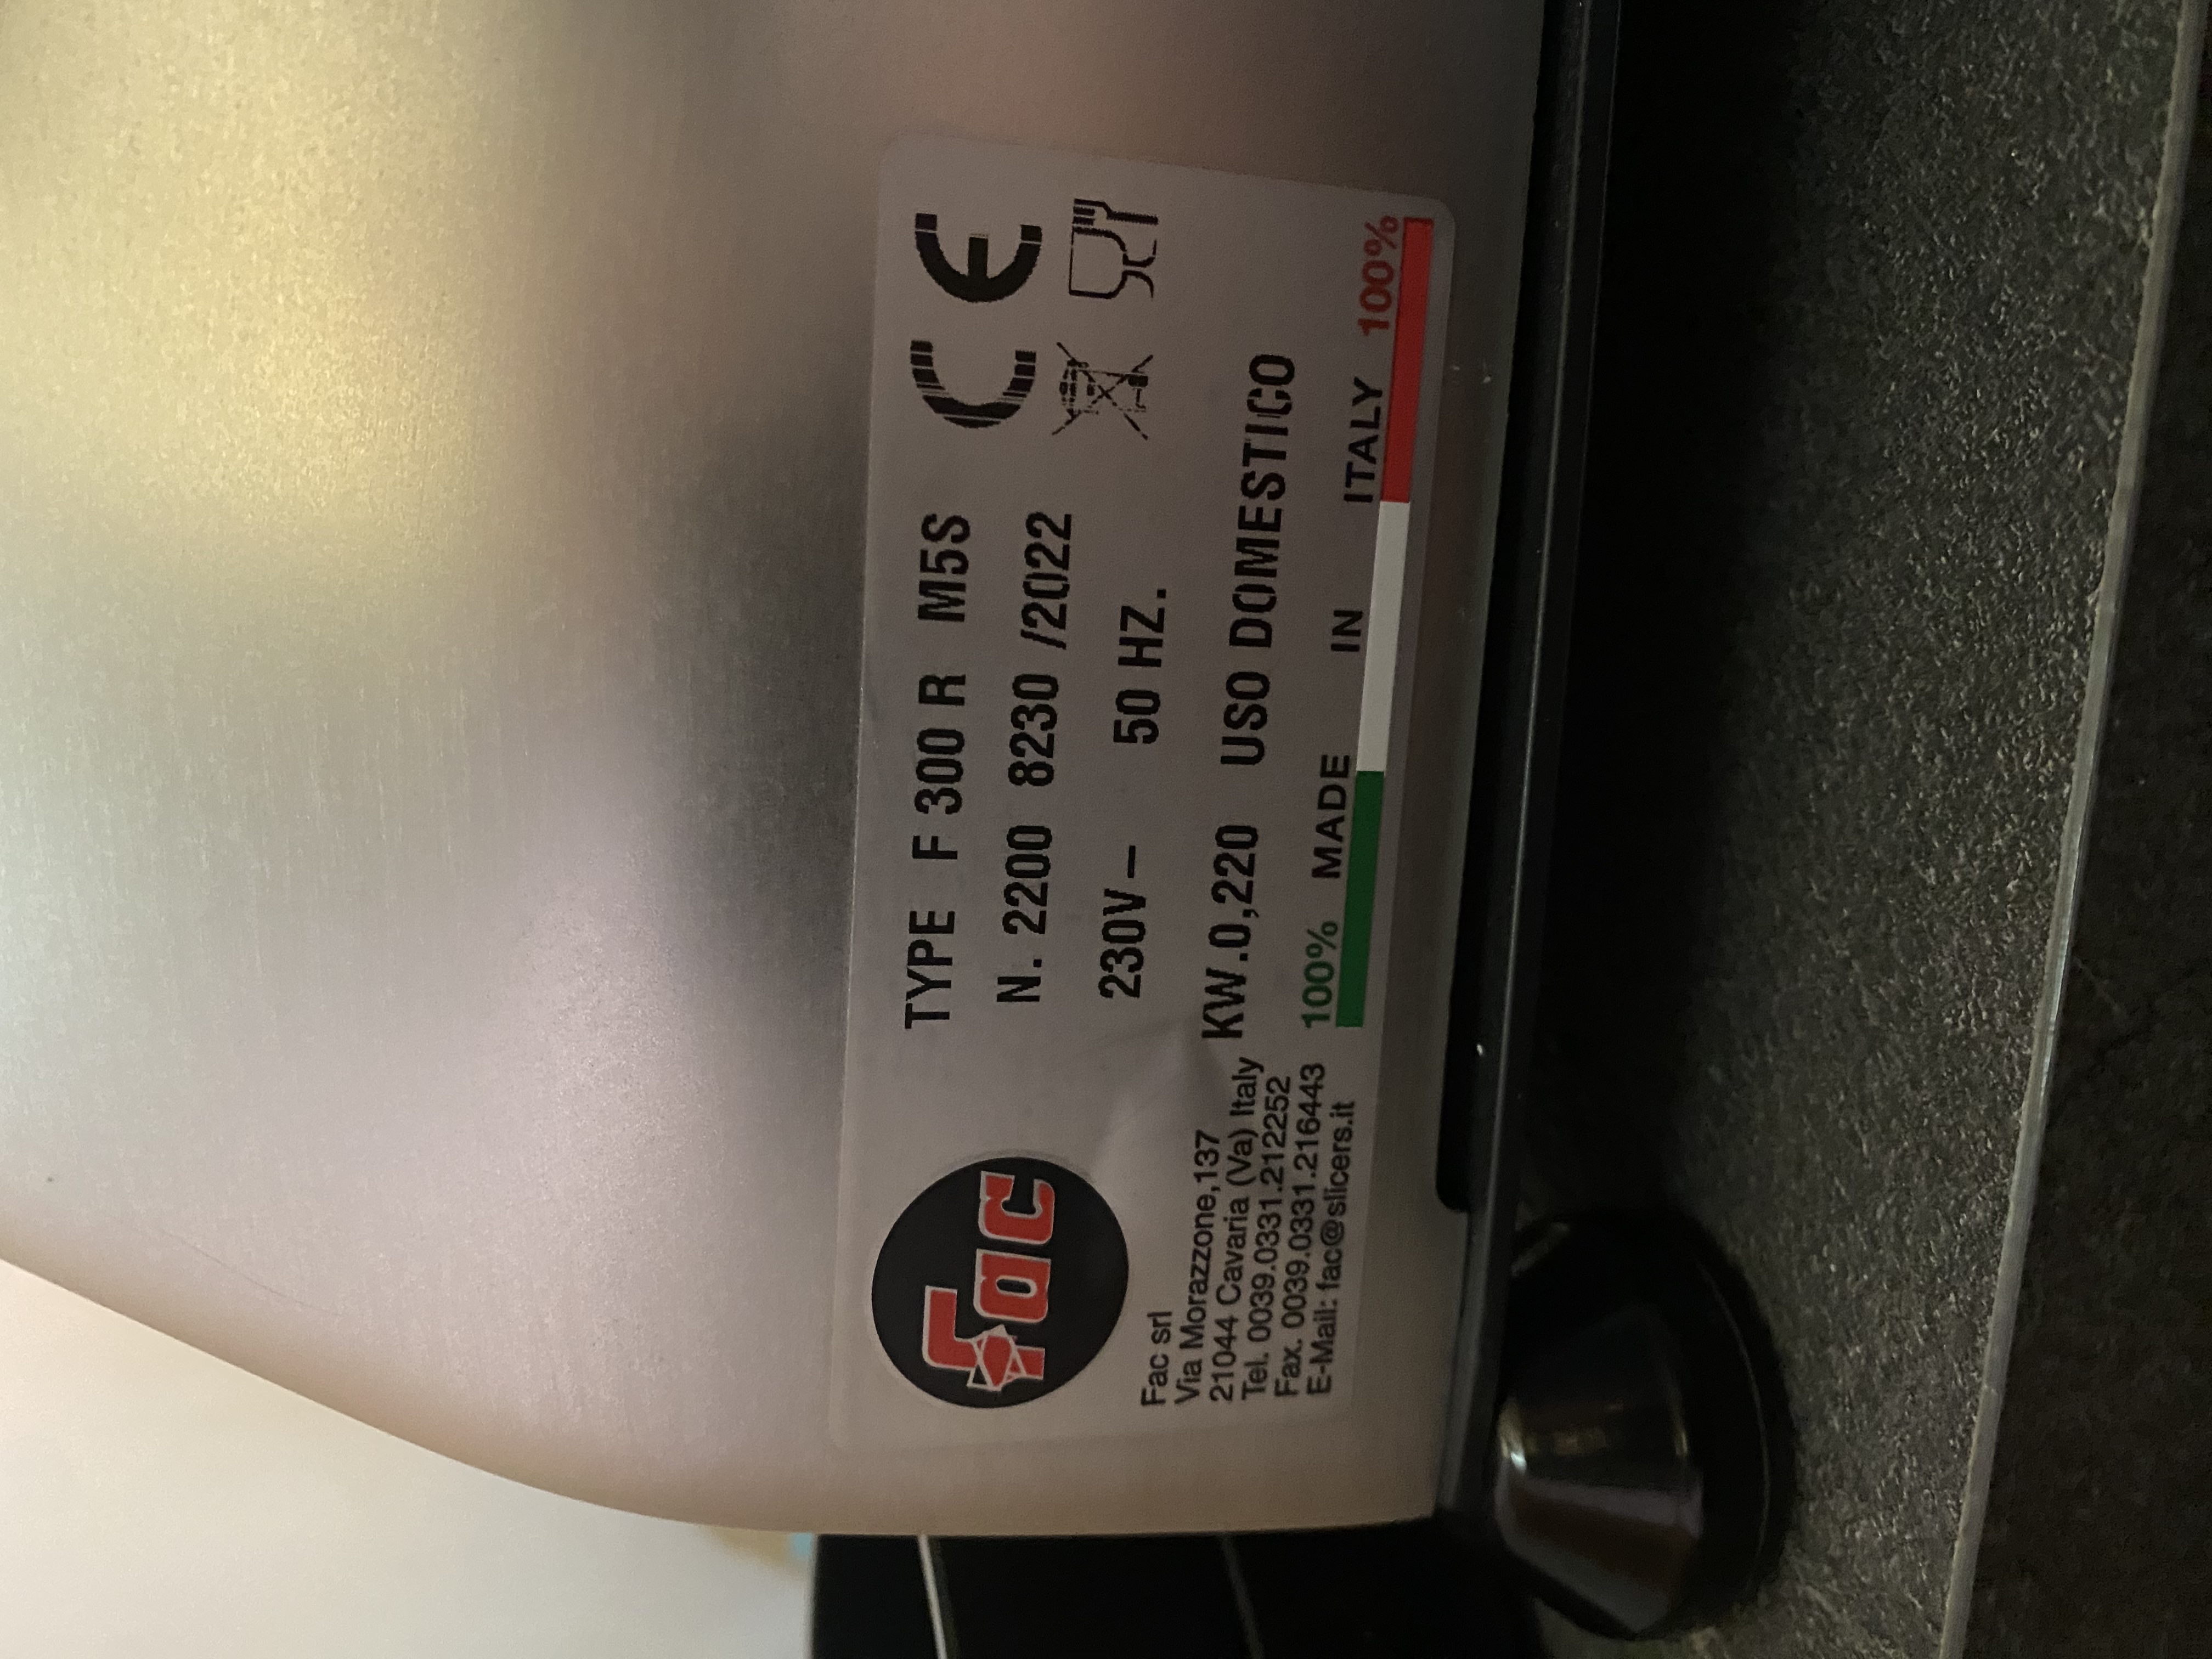 TYPE F 300 R M5S
N. 2200 8230 /2022
230V– 50 HZ.
KW.0,220 USO DOMESTICO
100% MADE IN ITALY 100%
CE
Fac
Fac srl
Via Morazzone,137
21044 Cavaria (Va) Italy
Tel. 0039.0331.212252
Fax. 0039.0331.216443
E-Mail: fac@slicers.it